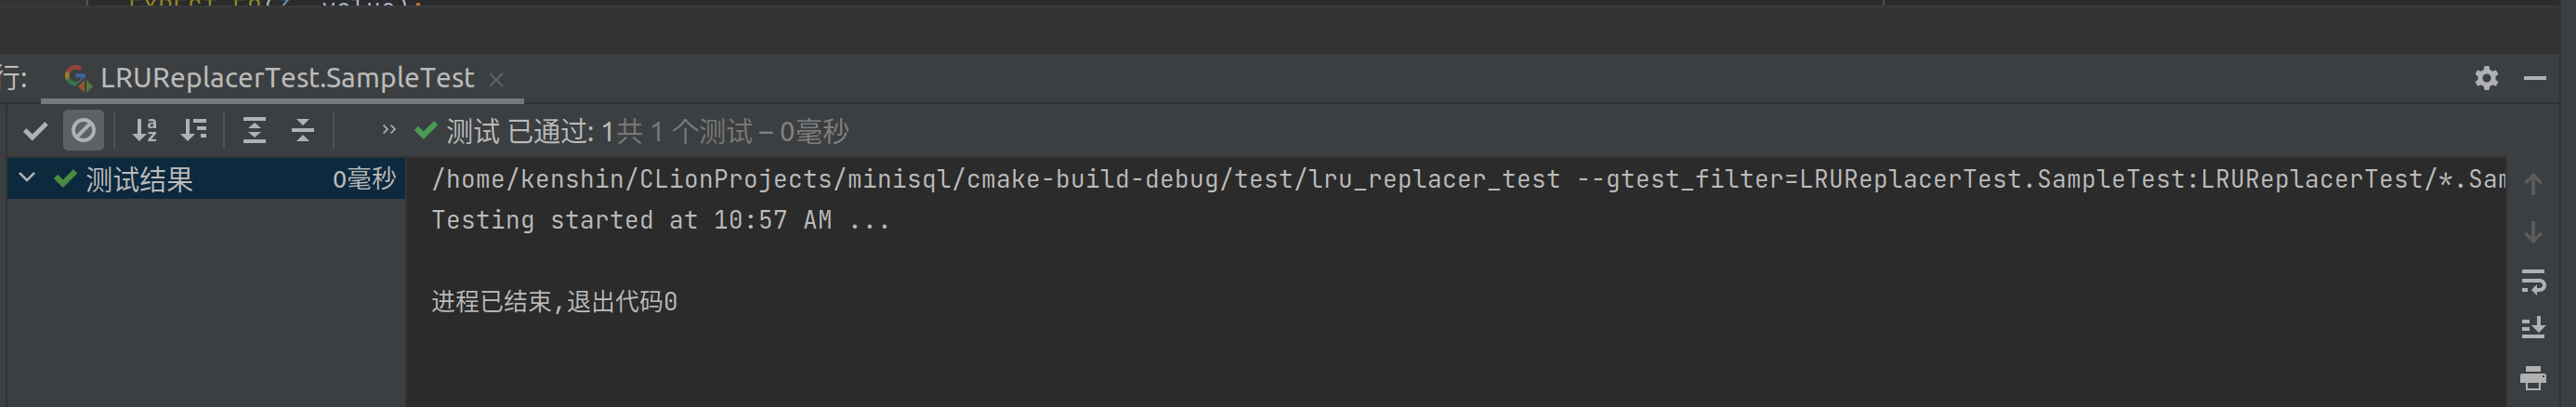 行:
LRUReplacerTest.SampleTest
测试 已通过: 1共 1 个测试 – 0毫秒
测试结果 0毫秒
/home/kenshin/CLionProjects/minisql/cmake-build-debug/test/lru_replacer_test --gtest_filter=LRUReplacerTest.SampleTest:LRUReplacerTest/*.Sam
Testing started at 10:57 AM ...
进程已结束,退出代码0